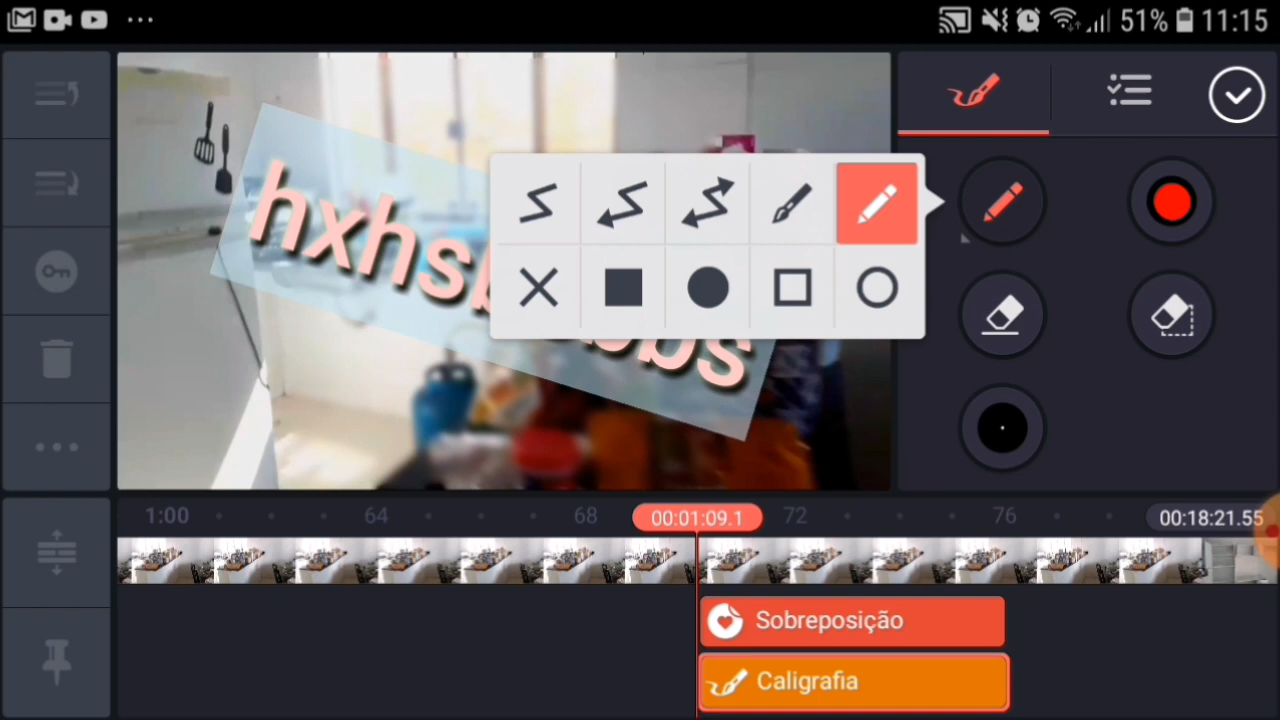 51% 11:15
hxhs
bs
1:00 64 68 00:01:09.1 72 76 00:18:21.55
Sobreposição
Caligrafia